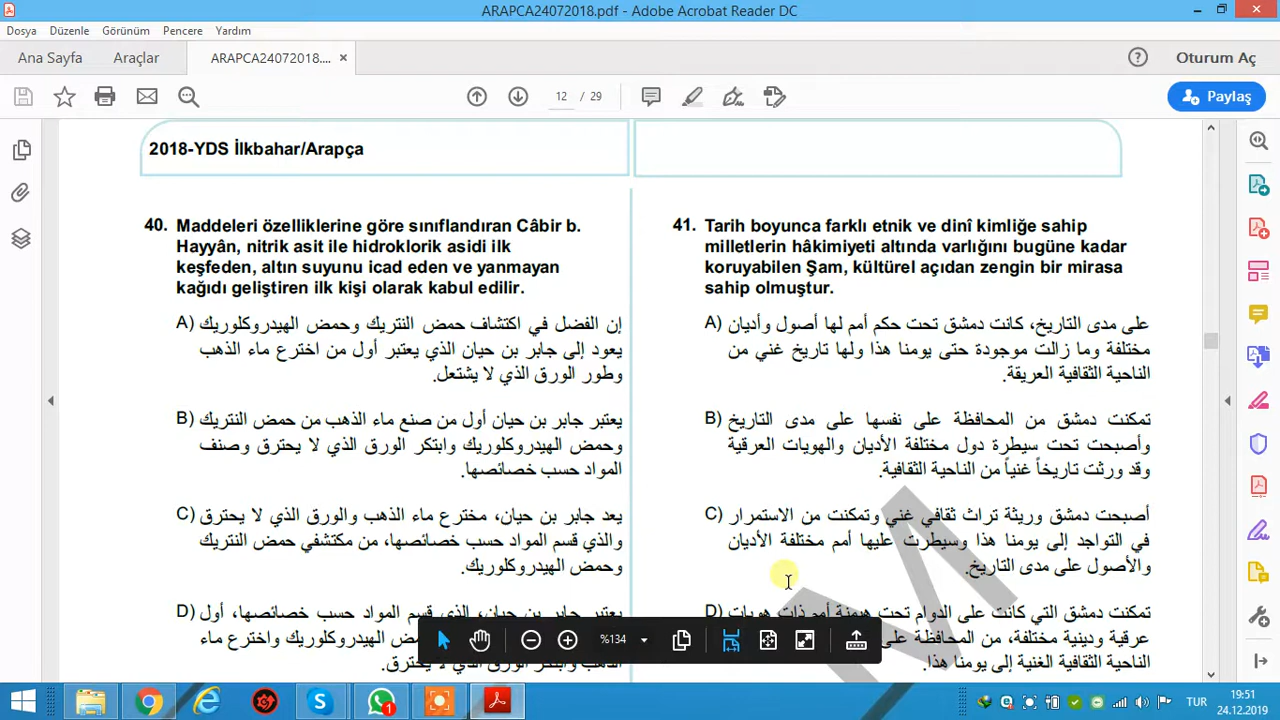 ARAPCA24072018.pdf - Adobe Acrobat Reader DC
Dosya Düzenle Görünüm Pencere Yardım
Ana Sayfa Araçlar ARAPCA24072018.... × Oturum Aç
12 / 29 Paylaş
2018-YDS İlkbahar/Arapça
40. Maddeleri özelliklerine göre sınıflandıran Câbir b.
Hayyân, nitrik asit ile hidroklorik asidi ilk
keşfeden, altın suyunu icad eden ve yanmayan
kağıdı geliştiren ilk kişi olarak kabul edilir.
A) إن الفضل في اكتشاف حمض النتريك وحمض الهيدروكلوريك
يعود إلى جابر بن حيان الذي يعتبر أول من اخترع ماء الذهب
وطور الورق الذي لا يشتعل.
B) يعتبر جابر بن حيان أول من صنع ماء الذهب من حمض النتريك
وحمض الهيدروكلوريك وابتكر الورق الذي لا يحترق وصنف
المواد حسب خصائصها.
C) يعد جابر بن حيان، مخترع ماء الذهب والورق الذي لا يحترق
والذي قسم المواد حسب خصائصها، من مكتشفي حمض النتريك
وحمض الهيدروكلوريك.
D) يعتبر جابر بن حيان، الذي قسم المواد حسب خصائصها، أول
حمض الهيدروكلوريك واخترع ماء
الذهب وابتكر الورق الذي لا يحترق.
41. Tarih boyunca farklı etnik ve dinî kimliğe sahip
milletlerin hâkimiyeti altında varlığını bugüne kadar
koruyabilen Şam, kültürel açıdan zengin bir mirasa
sahip olmuştur.
A) على مدى التاريخ، كانت دمشق تحت حكم أمم لها أصول وأديان
مختلفة وما زالت موجودة حتى يومنا هذا ولها تاريخ غني من
الناحية الثقافية العريقة.
B) تمكنت دمشق من المحافظة على نفسها على مدى التاريخ
وأصبحت تحت سيطرة دول مختلفة الأديان والهويات العرقية
وقد ورثت تاريخاً غنياً من الناحية الثقافية.
C) أصبحت دمشق وريثة تراث ثقافي غني وتمكنت من الاستمرار
في التواجد إلى يومنا هذا وسيطرت عليها أمم مختلفة الأديان
والأصول على مدى التاريخ.
D) تمكنت دمشق التي كانت على الدوام تحت هيمنة أمم ذات هويات
عرقية ودينية مختلفة، من المحافظة على
الناحية الثقافية الغنية إلى يومنا هذا.
%134
1
TUR
19:51
24.12.2019